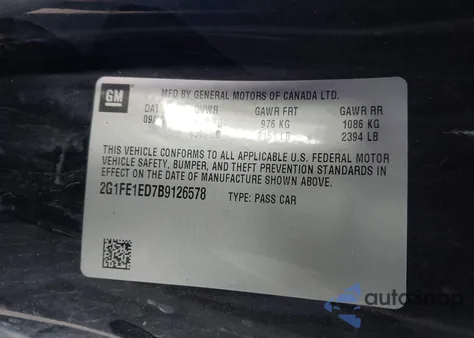 GM
MFD BY GENERAL MOTORS OF CANADA LTD.
GVWR GAWR FRT GAWR RR
976 KG 1086 KG
LB 2394 LB
THIS VEHICLE CONFORMS TO ALL APPLICABLE U.S. FEDERAL MOTOR
VEHICLE SAFETY, BUMPER, AND THEFT PREVENTION STANDARDS IN
EFFECT ON THE DATE OF MANUFACTURE SHOWN ABOVE.
2G1FE1ED7B9126578 TYPE: PASS CAR
autoSnap